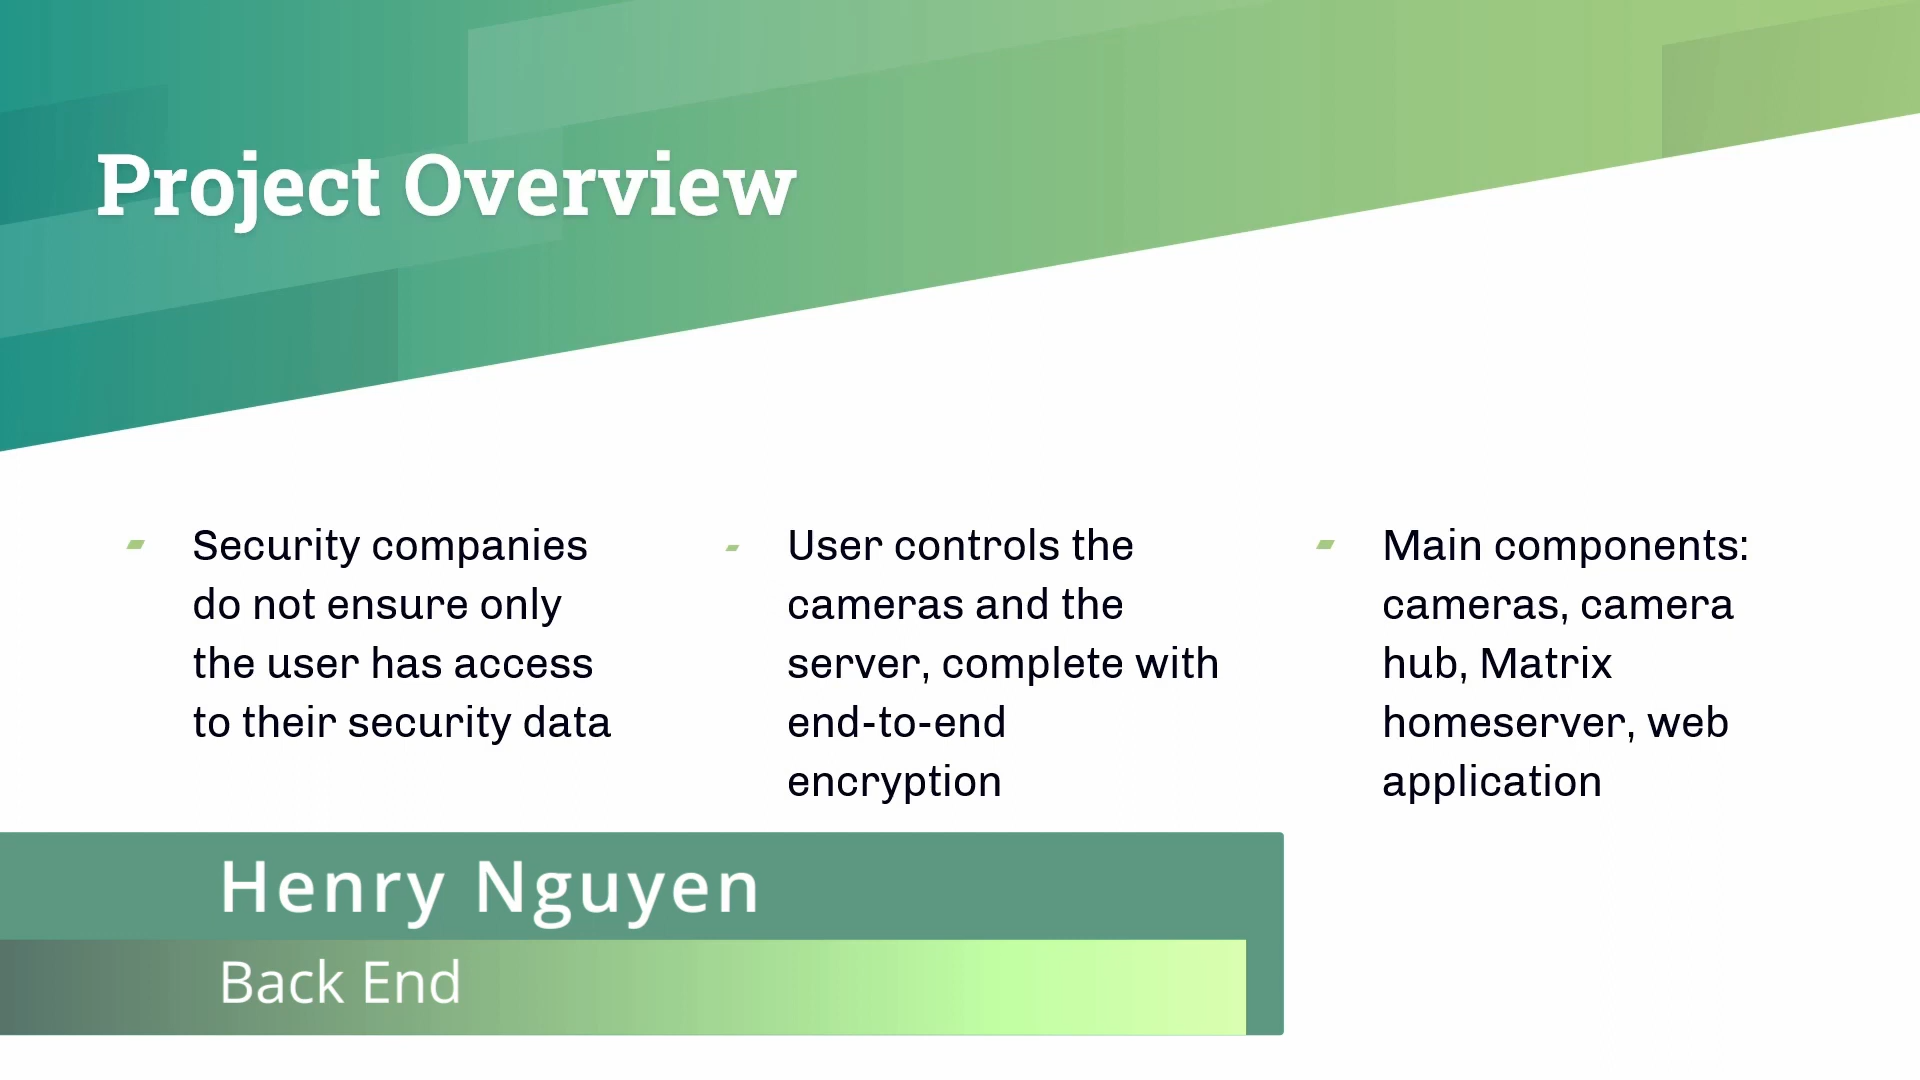 Project Overview
Security companies
do not ensure only
the user has access
to their security data
User controls the
cameras and the
server, complete with
end-to-end
encryption
Main components:
cameras, camera
hub, Matrix
homeserver, web
application
Henry Nguyen
Back End